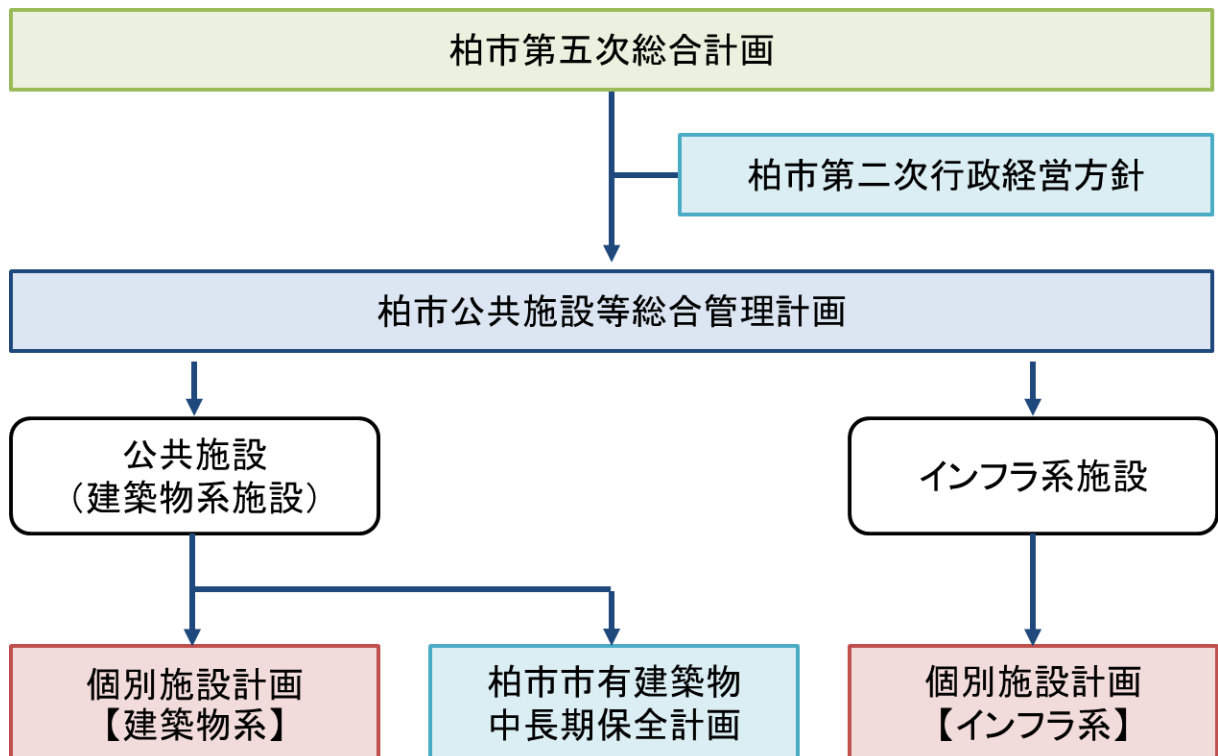 柏市第五次総合計画
柏市第二次行政経営方針
柏市公共施設等総合管理計画
公共施設
（建築物系施設）
インフラ系施設
個別施設計画
【建築物系】
柏市市有建築物
中長期保全計画
個別施設計画
【インフラ系】